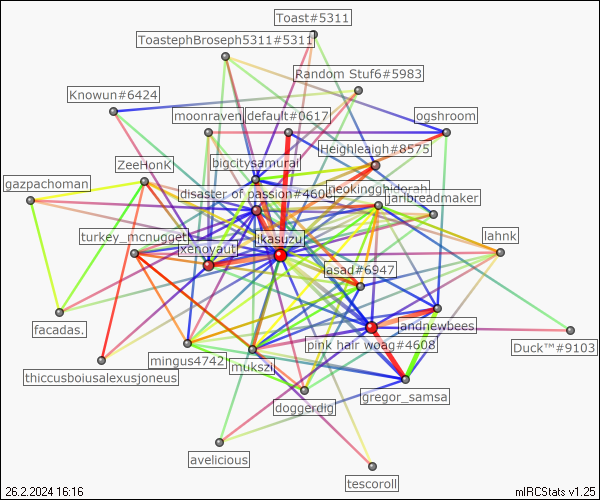 Toast#5311
ToastephBroseph5311#5311
Random Stuf6#5983
Knowun#6424
moonraven
default#0617
ogshroom
Heighleaigh#8575
bigcitysamurai
ZeeHonK
gazpachoman
disaster of passion#4606
neokingghidorah
janbreadmaker
turkey_mcnugget
xenoyaut
ikasuzu
lahnk
asad#6947
facadas.
andnewbees
pink hair woag#4608
Duck™#9103
mingus4742
mukszi
thiccusboiusalexusjoneus
gregor_samsa
doggerdig
avelicious
tescoroll
26.2.2024 16:16
mIRCStats v1.25